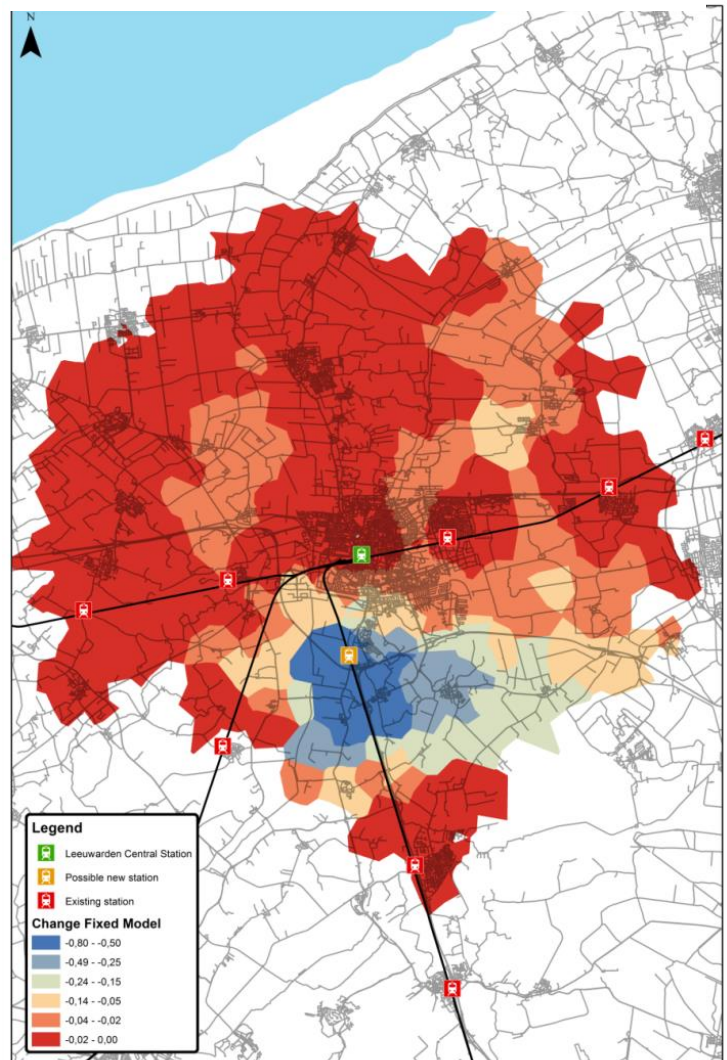 N
Legend
Leeuwarden Central Station
Possible new station
Existing station
Change Fixed Model
-0,80 - -0,50
-0,49 - -0,25
-0,24 - -0,15
-0,14 - -0,05
-0,04 - -0,02
-0,02 - 0,00